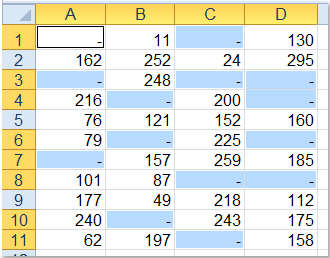 A B C D
1 - 11 - 130
2 162 252 24 295
3 - 248 - -
4 216 - 200 -
5 76 121 152 160
6 79 - 225 -
7 - 157 259 185
8 101 87 - -
9 177 49 218 112
10 240 - 243 175
11 62 197 - 158